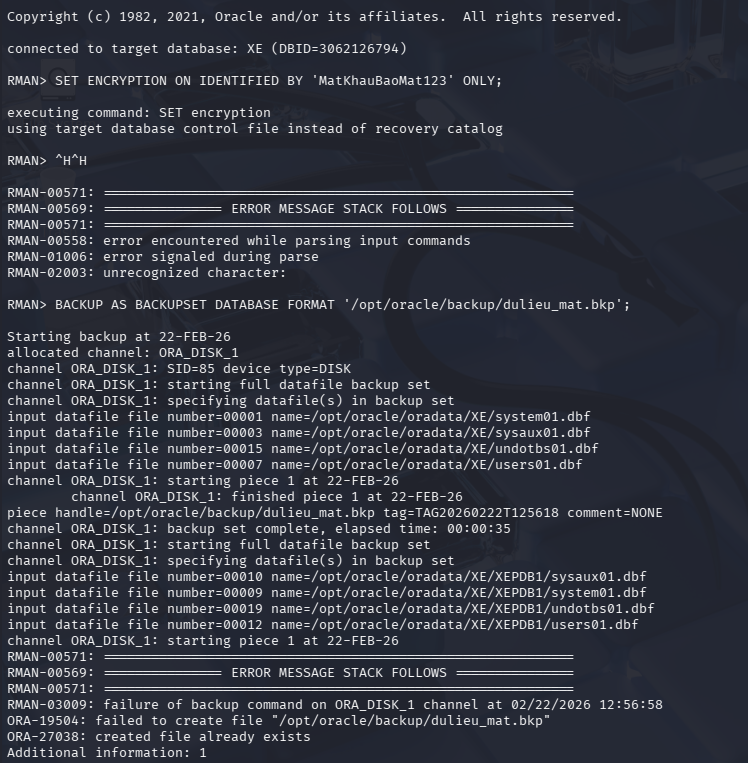 Copyright (c) 1982, 2021, Oracle and/or its affiliates.  All rights reserved.
connected to target database: XE (DBID=3062126794)
RMAN> SET ENCRYPTION ON IDENTIFIED BY 'MatKhauBaoMat123' ONLY;
executing command: SET encryption
using target database control file instead of recovery catalog
RMAN> ^H^H
RMAN-00571: ===========================================================
RMAN-00569: =============== ERROR MESSAGE STACK FOLLOWS ===============
RMAN-00571: ===========================================================
RMAN-00558: error encountered while parsing input commands
RMAN-01006: error signaled during parse
RMAN-02003: unrecognized character:
RMAN> BACKUP AS BACKUPSET DATABASE FORMAT '/opt/oracle/backup/dulieu_mat.bkp';
Starting backup at 22-FEB-26
allocated channel: ORA_DISK_1
channel ORA_DISK_1: SID=85 device type=DISK
channel ORA_DISK_1: starting full datafile backup set
channel ORA_DISK_1: specifying datafile(s) in backup set
input datafile file number=00001 name=/opt/oracle/oradata/XE/system01.dbf
input datafile file number=00003 name=/opt/oracle/oradata/XE/sysaux01.dbf
input datafile file number=00015 name=/opt/oracle/oradata/XE/undotbs01.dbf
input datafile file number=00007 name=/opt/oracle/oradata/XE/users01.dbf
channel ORA_DISK_1: starting piece 1 at 22-FEB-26
        channel ORA_DISK_1: finished piece 1 at 22-FEB-26
piece handle=/opt/oracle/backup/dulieu_mat.bkp tag=TAG20260222T125618 comment=NONE
channel ORA_DISK_1: backup set complete, elapsed time: 00:00:35
channel ORA_DISK_1: starting full datafile backup set
channel ORA_DISK_1: specifying datafile(s) in backup set
input datafile file number=00010 name=/opt/oracle/oradata/XE/XEPDB1/sysaux01.dbf
input datafile file number=00009 name=/opt/oracle/oradata/XE/XEPDB1/system01.dbf
input datafile file number=00019 name=/opt/oracle/oradata/XE/XEPDB1/undotbs01.dbf
input datafile file number=00012 name=/opt/oracle/oradata/XE/XEPDB1/users01.dbf
channel ORA_DISK_1: starting piece 1 at 22-FEB-26
RMAN-00571: ===========================================================
RMAN-00569: =============== ERROR MESSAGE STACK FOLLOWS ===============
RMAN-00571: ===========================================================
RMAN-03009: failure of backup command on ORA_DISK_1 channel at 02/22/2026 12:56:58
ORA-19504: failed to create file "/opt/oracle/backup/dulieu_mat.bkp"
ORA-27038: created file already exists
Additional information: 1